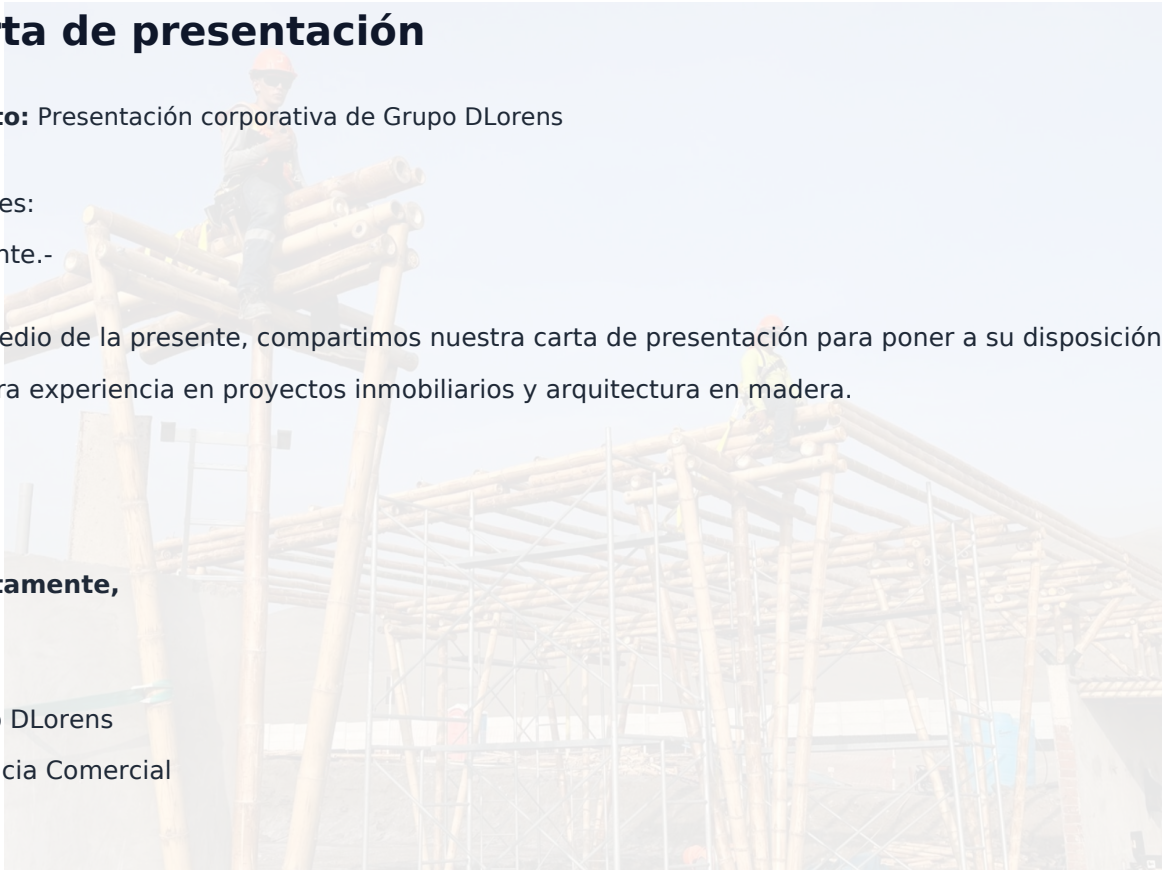 ta de presentación
to: Presentación corporativa de Grupo DLorens
es:
nte.-
edio de la presente, compartimos nuestra carta de presentación para poner a su disposición
ra experiencia en proyectos inmobiliarios y arquitectura en madera.
tamente,
DLorens
cia Comercial